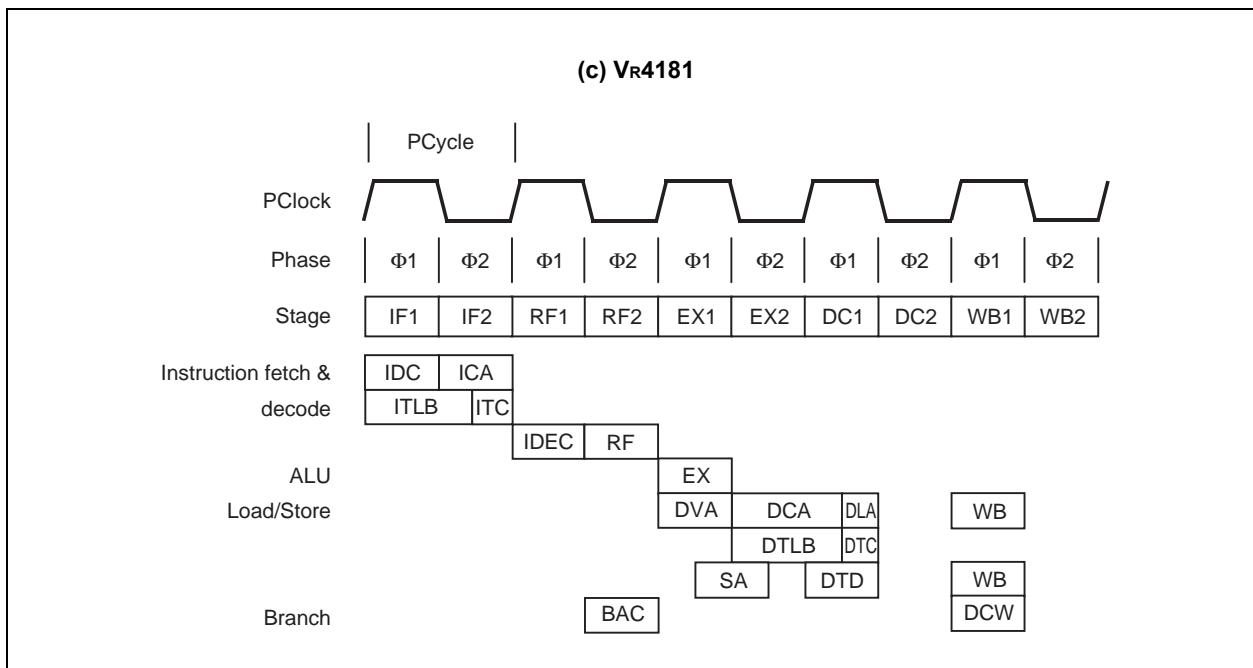 (c) VR4181
PCycle
PClock
Phase Φ1 Φ2 Φ1 Φ2 Φ1 Φ2 Φ1 Φ2 Φ1 Φ2
Stage IF1 IF2 RF1 RF2 EX1 EX2 DC1 DC2 WB1 WB2
Instruction fetch & IDC ICA
decode ITLB ITC
IDEC RF
ALU EX
Load/Store DVA DCA DLA WB
DTLB DTC
SA DTD WB
Branch BAC DCW